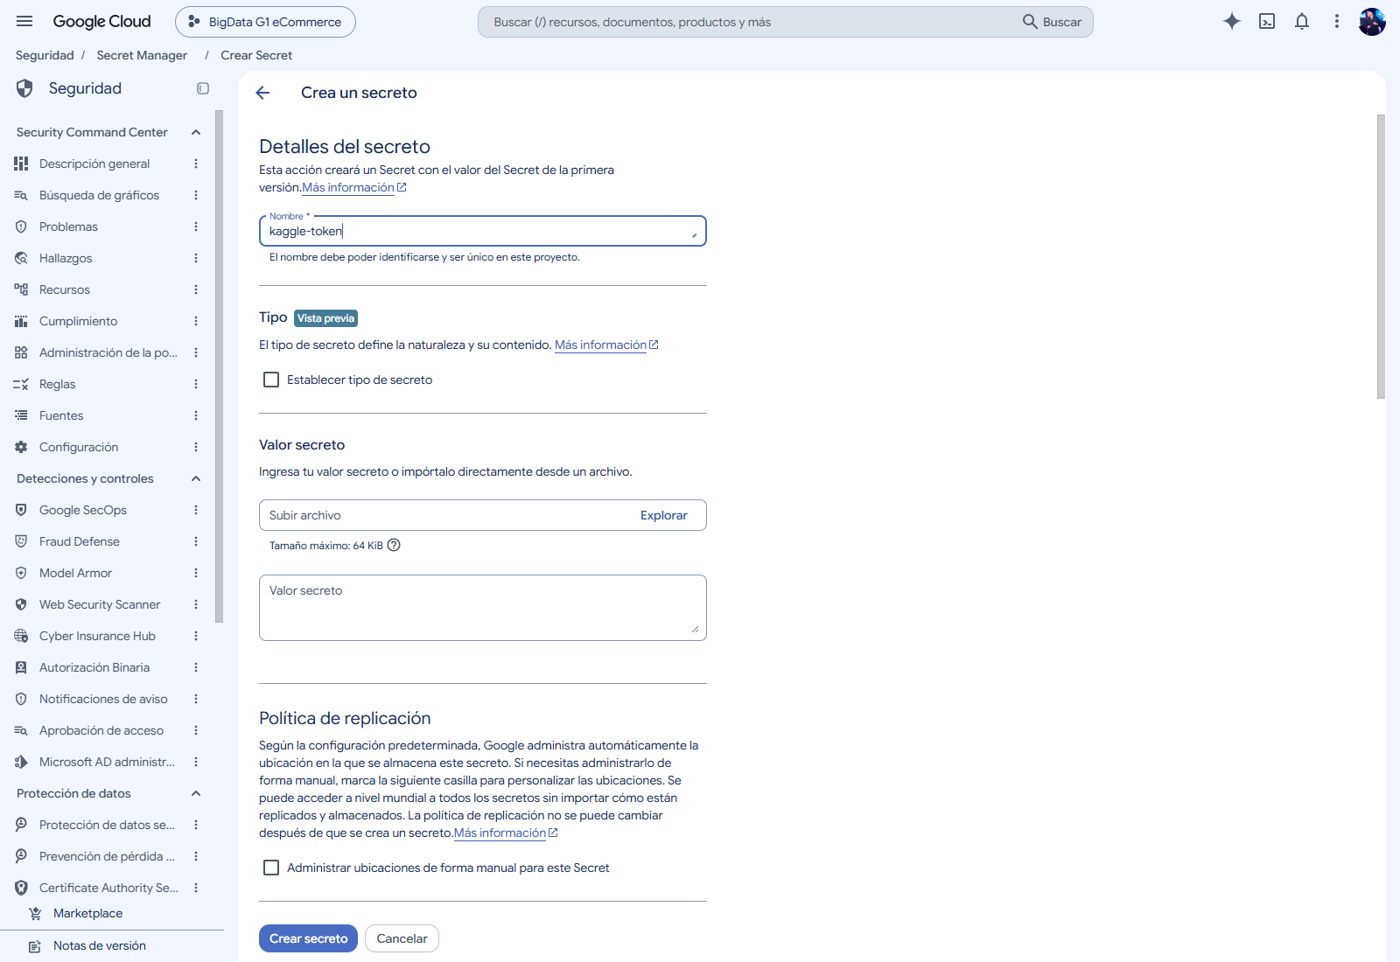 Google Cloud
BigData G1 eCommerce
Buscar (/) recursos, documentos, productos y más
Buscar
Seguridad / Secret Manager / Crear Secret
Seguridad
Security Command Center
Descripción general
Búsqueda de gráficos
Problemas
Hallazgos
Recursos
Cumplimiento
Administración de la po...
Reglas
Fuentes
Configuración
Detecciones y controles
Google SecOps
Fraud Defense
Model Armor
Web Security Scanner
Cyber Insurance Hub
Autorización Binaria
Notificaciones de aviso
Aprobación de acceso
Microsoft AD administr...
Protección de datos
Protección de datos se...
Prevención de pérdida ...
Certificate Authority Se...
Marketplace
Notas de versión
Crea un secreto
Detalles del secreto
Esta acción creará un Secret con el valor del Secret de la primera
versión.Más información
Nombre *
kaggle-token
El nombre debe poder identificarse y ser único en este proyecto.
Tipo Vista previa
El tipo de secreto define la naturaleza y su contenido. Más información
Establecer tipo de secreto
Valor secreto
Ingresa tu valor secreto o impórtalo directamente desde un archivo.
Subir archivo
Explorar
Tamaño máximo: 64 KiB
Valor secreto
Política de replicación
Según la configuración predeterminada, Google administra automáticamente la
ubicación en la que se almacena este secreto. Si necesitas administrarlo de
forma manual, marca la siguiente casilla para personalizar las ubicaciones. Se
puede acceder a nivel mundial a todos los secretos sin importar cómo están
replicados y almacenados. La política de replicación no se puede cambiar
después de que se crea un secreto.Más información
Administrar ubicaciones de forma manual para este Secret
Crear secreto
Cancelar